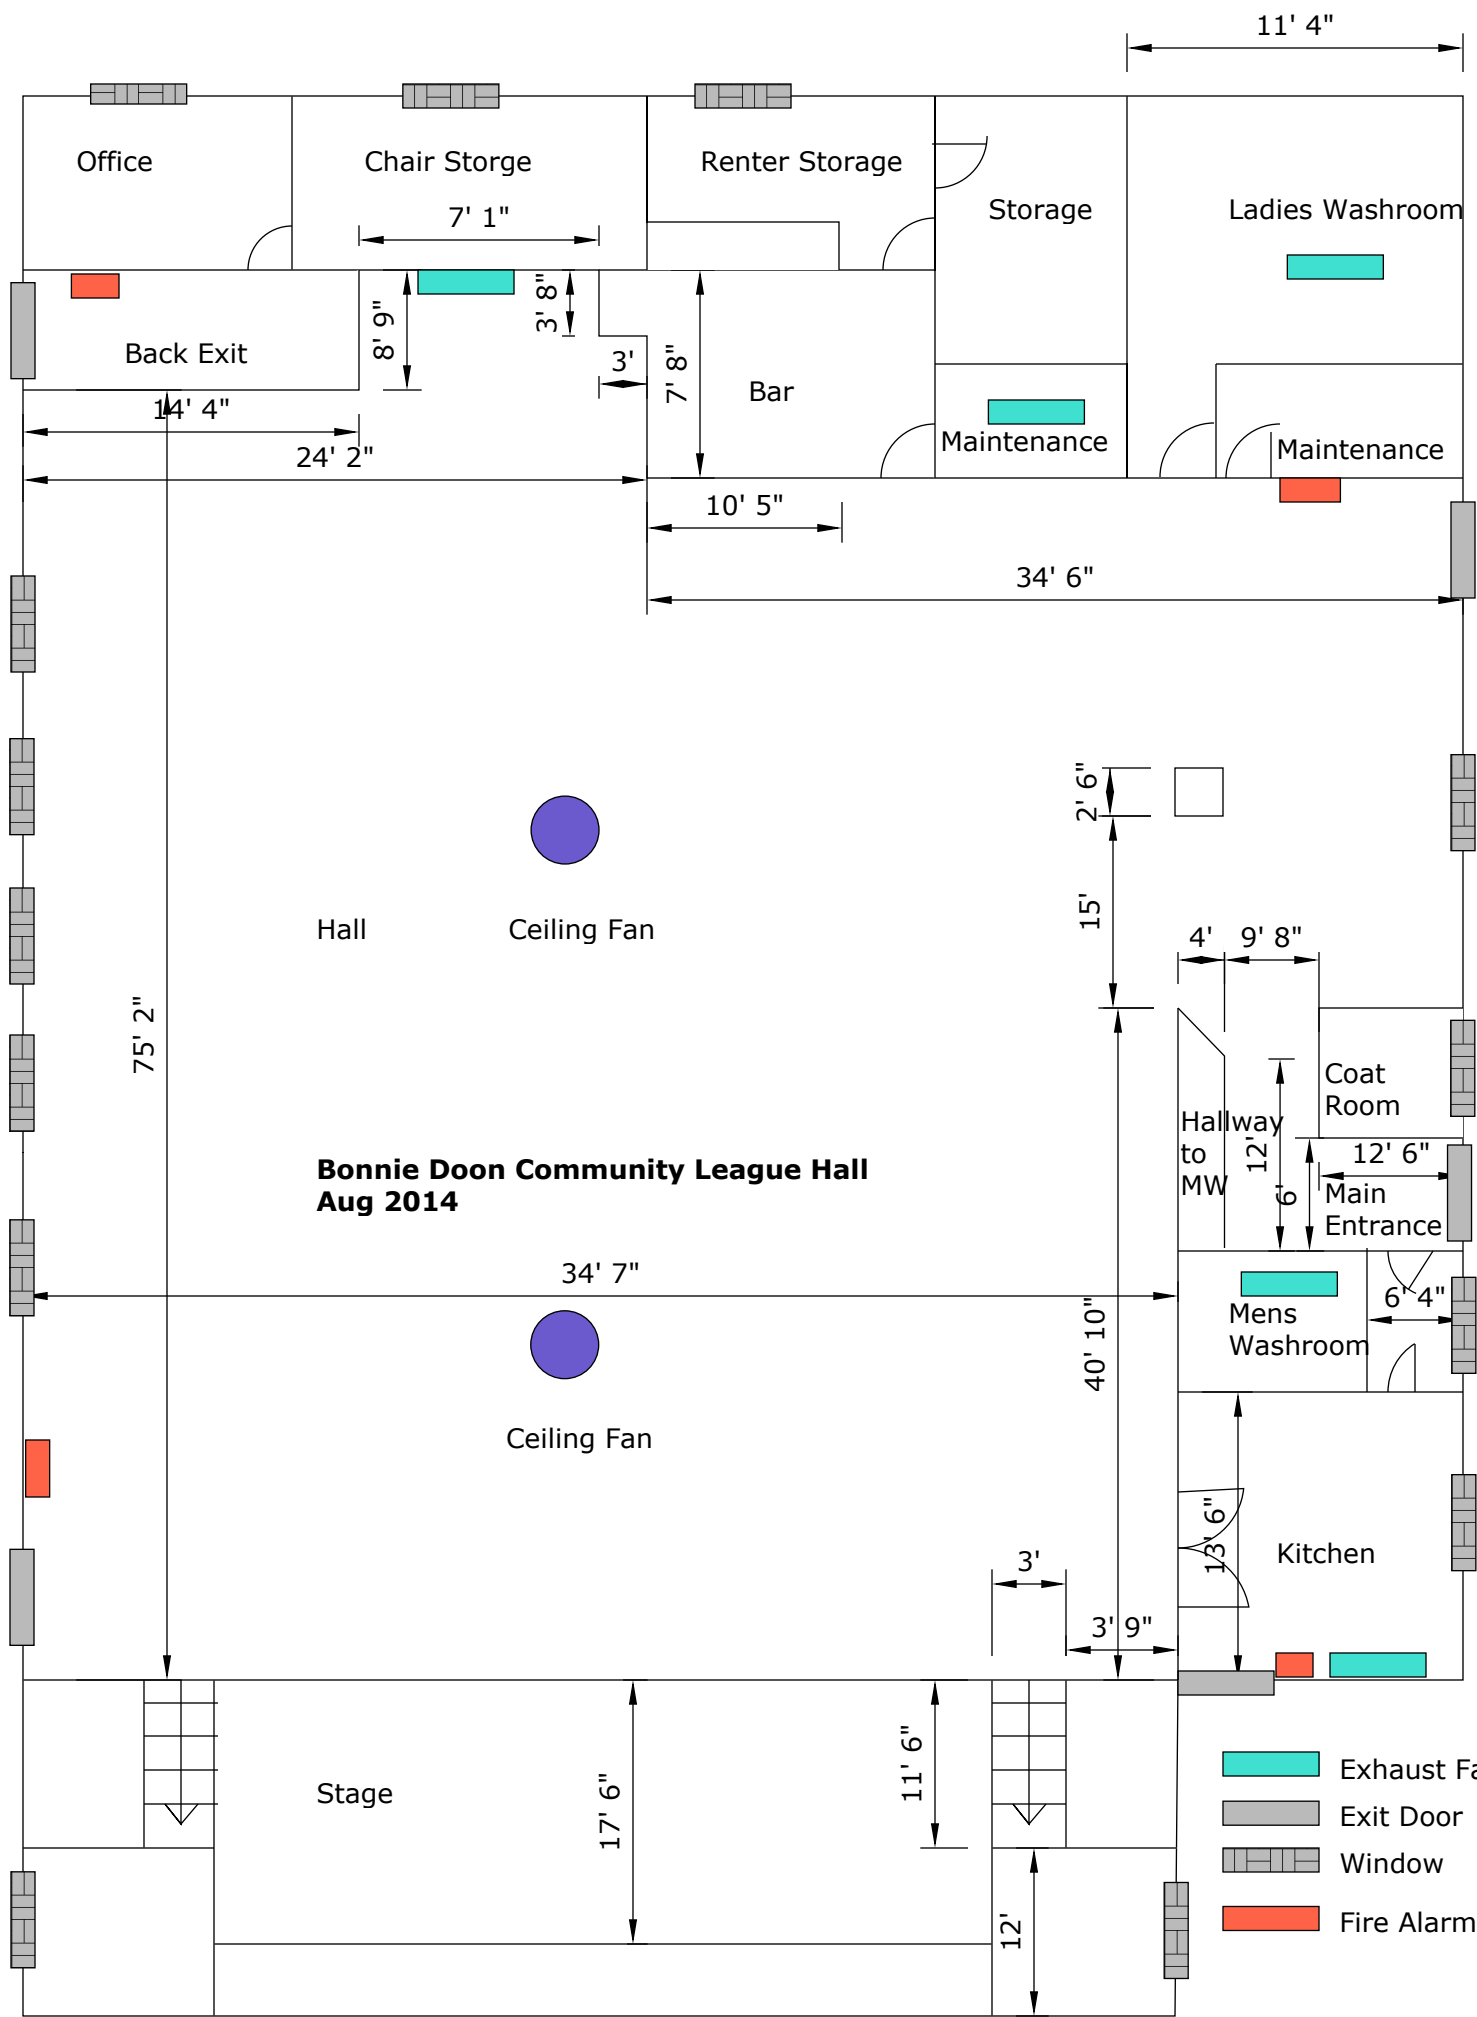 11' 4"
Office
Chair Storge
Renter Storage
Storage
Ladies Washroom
7' 1"
8' 9"
3' 8"
Back Exit
3'
7' 8"
Bar
14' 4"
Maintenance
Maintenance
24' 2"
10' 5"
34' 6"
2' 6"
15'
Hall
Ceiling Fan
4'
9' 8"
75' 2"
Coat
Room
Hallway
to
MW
12'
6'
12' 6"
Main
Entrance
Bonnie Doon Community League Hall
Aug 2014
34' 7"
40' 10"
Mens
Washroom
6' 4"
Ceiling Fan
13' 6"
Kitchen
3'
3' 9"
Stage
17' 6"
11' 6"
12'
Exhaust Fa
Exit Door
Window
Fire Alarm